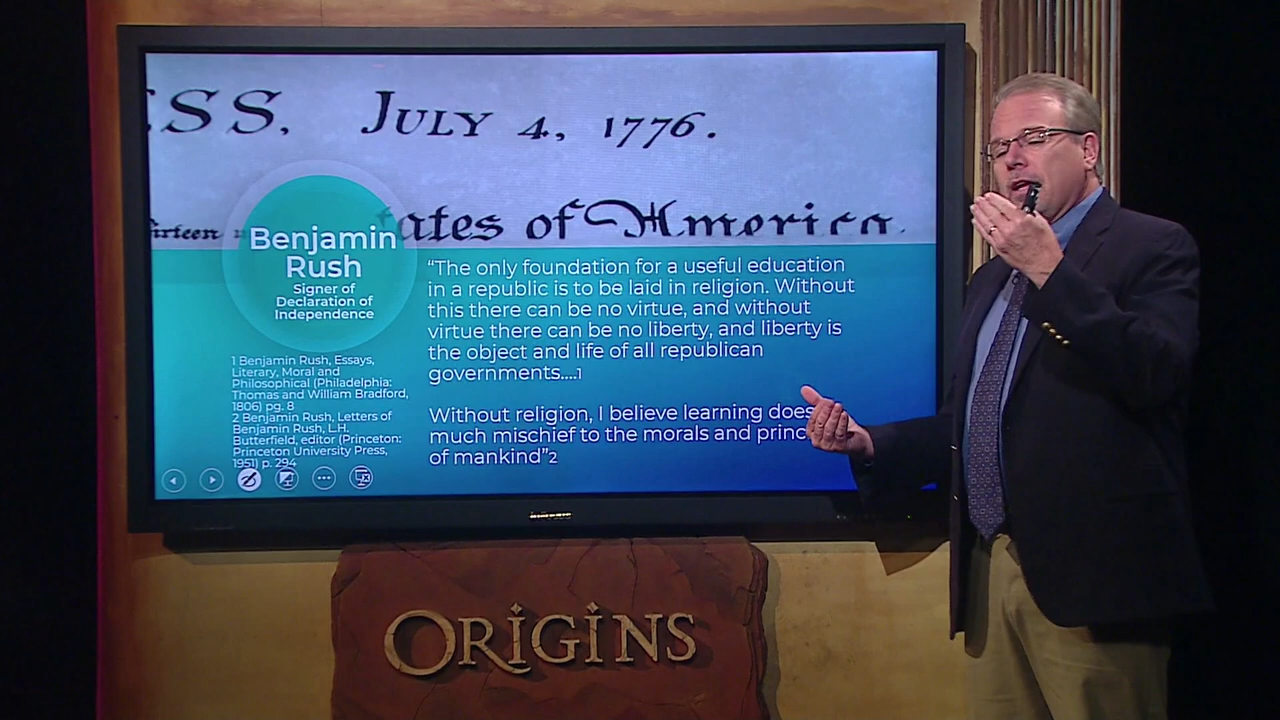 SS. JULY 4, 1776.
irteen ates of America.
Benjamin
Rush
Signer of
Declaration of
Independence
“The only foundation for a useful education
in a republic is to be laid in religion. Without
this there can be no virtue, and without
virtue there can be no liberty, and liberty is
the object and life of all republican
governments....1
Without religion, I believe learning does
much mischief to the morals and princ
of mankind”2
1 Benjamin Rush, Essays,
Literary, Moral and
Philosophical (Philadelphia:
Thomas and William Bradford,
1806) pg. 8
2 Benjamin Rush, Letters of
Benjamin Rush, L.H.
Butterfield, editor (Princeton:
Princeton University Press,
1951) p. 294
ORIGINS